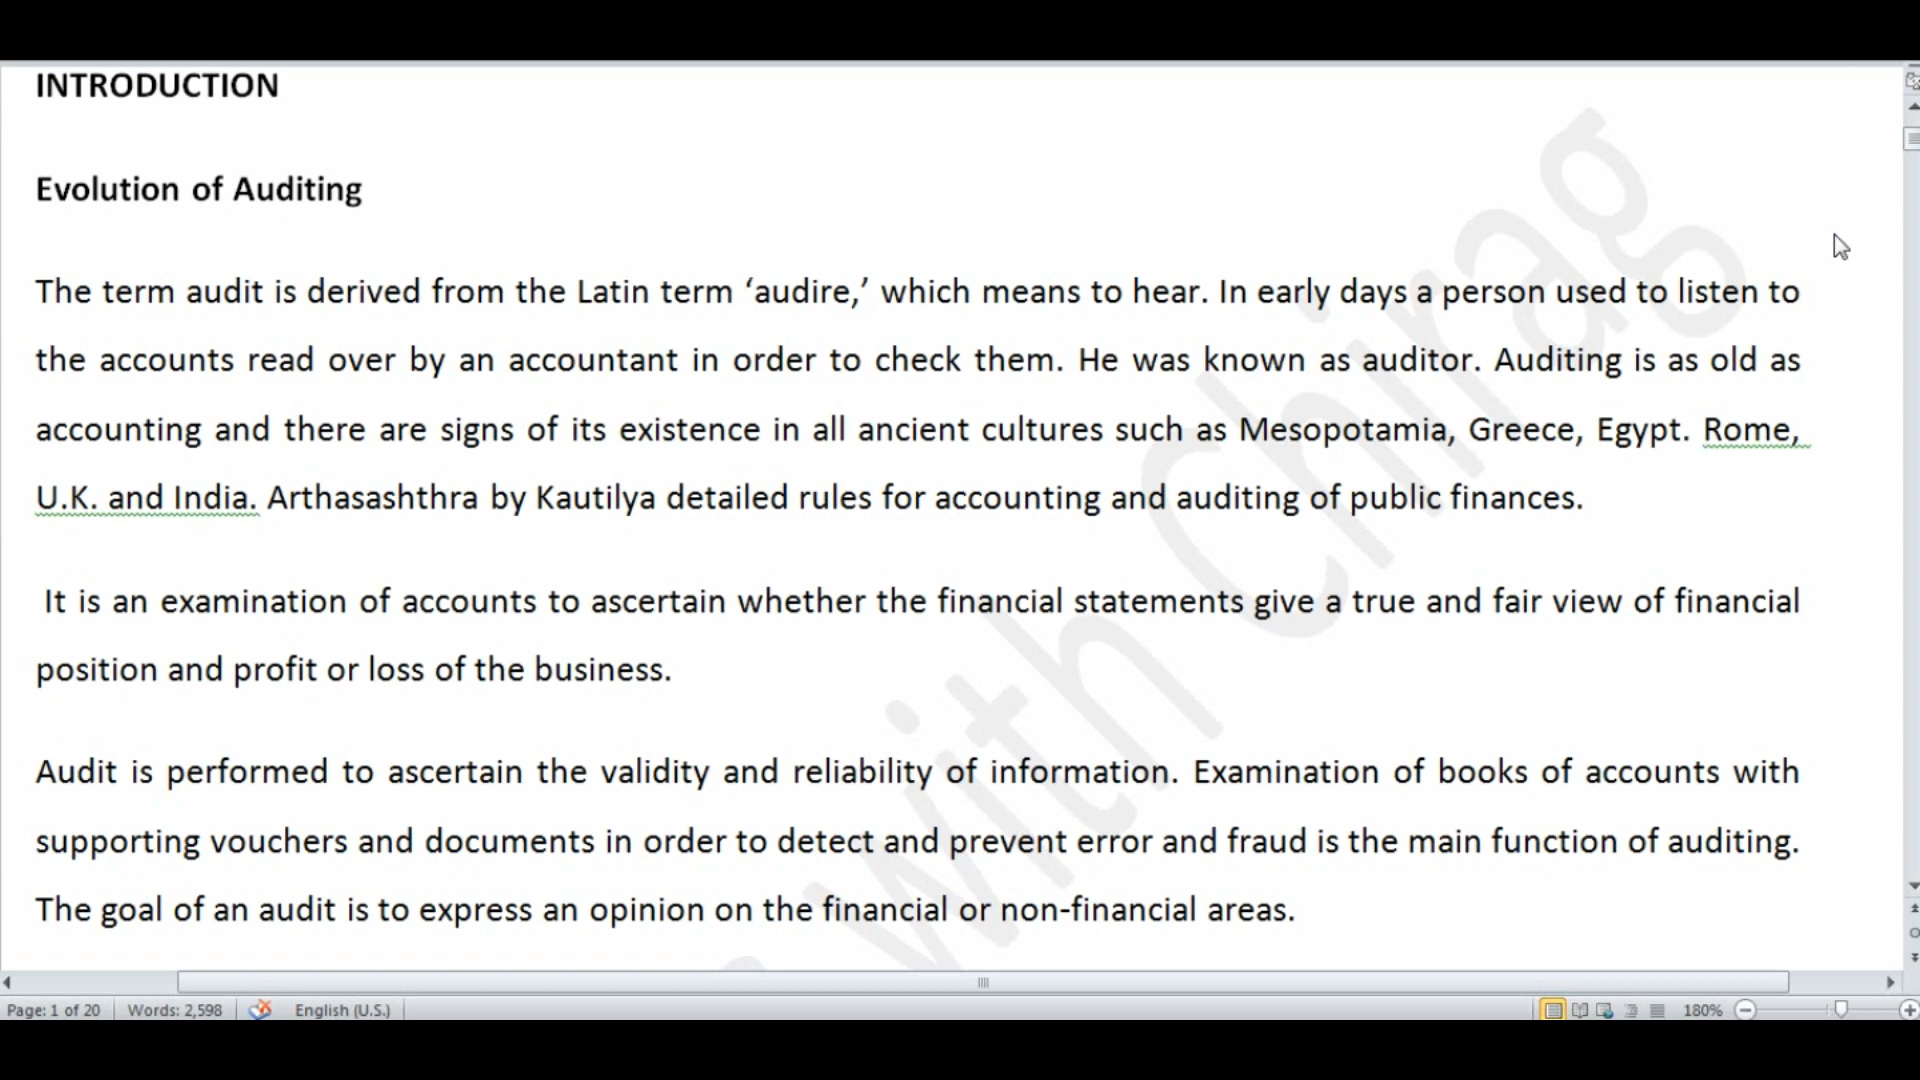 INTRODUCTION
Evolution of Auditing
The term audit is derived from the Latin term ‘audire,’ which means to hear. In early days a person used to listen to
the accounts read over by an accountant in order to check them. He was known as auditor. Auditing is as old as
accounting and there are signs of its existence in all ancient cultures such as Mesopotamia, Greece, Egypt. Rome,
U.K. and India. Arthasashthra by Kautilya detailed rules for accounting and auditing of public finances.
It is an examination of accounts to ascertain whether the financial statements give a true and fair view of financial
position and profit or loss of the business.
Audit is performed to ascertain the validity and reliability of information. Examination of books of accounts with
supporting vouchers and documents in order to detect and prevent error and fraud is the main function of auditing.
The goal of an audit is to express an opinion on the financial or non-financial areas.
with Chirag
Page: 1 of 20 Words: 2,598 English (U.S.) 180%